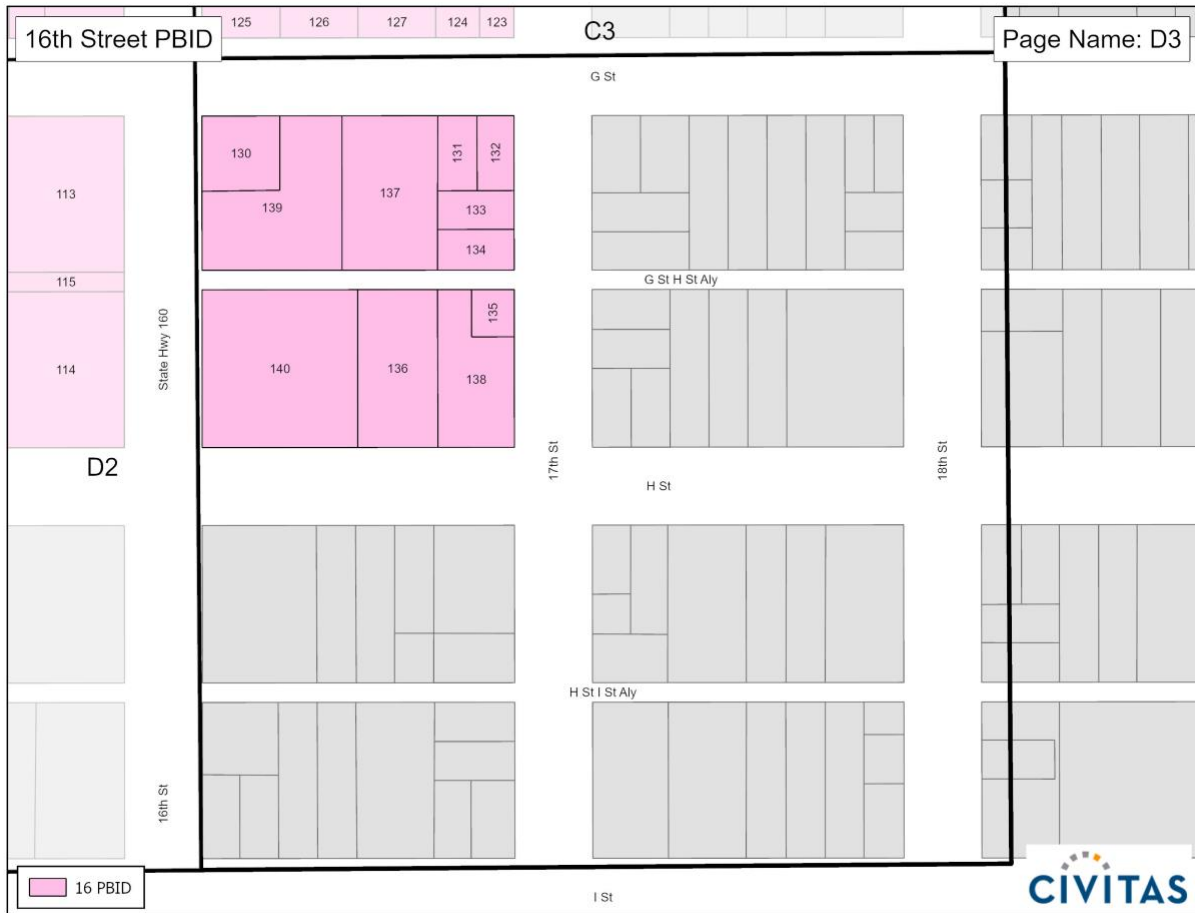 125 126 127 124 123
16th Street PBID
C3
Page Name: D3
G St
130
131
132
113
139
137
133
134
115
G St H St Aly
135
State Hwy 160
114
140
136
138
D2
17th St
18th St
H St
H St I St Aly
16th St
16 PBID
I St
CIVITAS